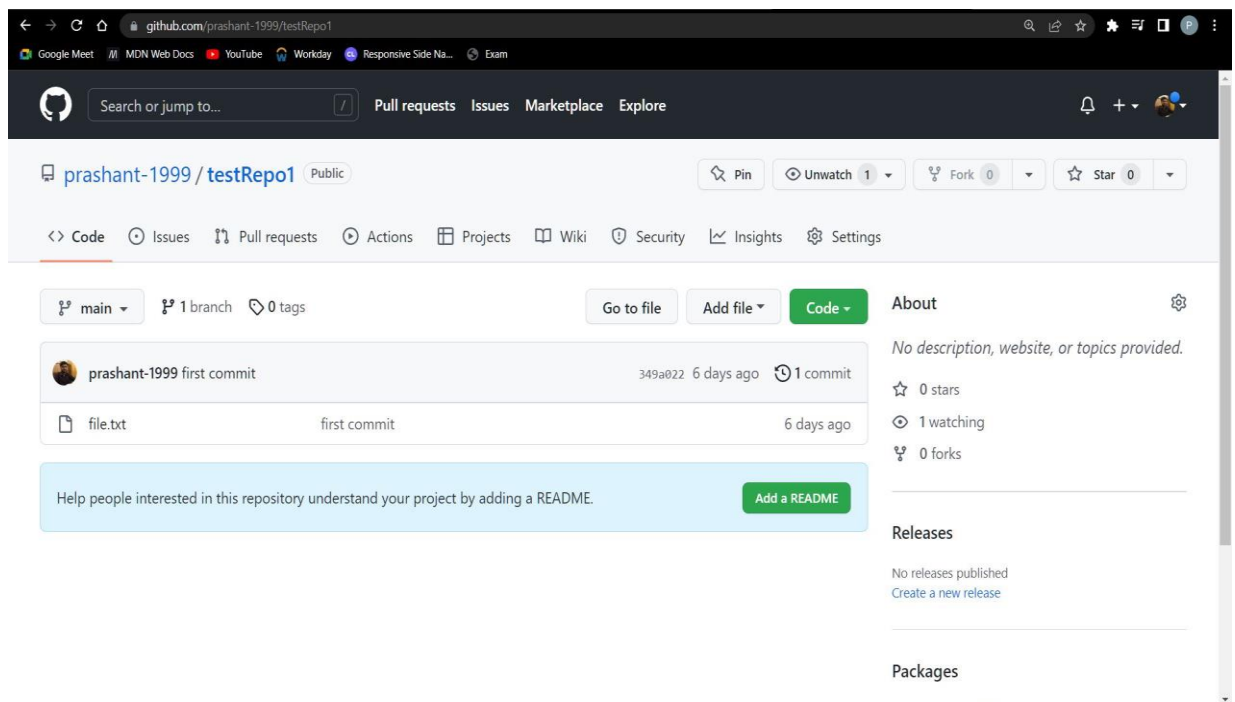 github.com/prashant-1999/testRepo1
Google Meet MDN Web Docs YouTube Workday Responsive Side Na... Exam
Search or jump to... / Pull requests Issues Marketplace Explore
prashant-1999 / testRepo1 Public Pin Unwatch 1 Fork 0 Star 0
<> Code Issues Pull requests Actions Projects Wiki Security Insights Settings
main 1 branch 0 tags Go to file Add file Code
About
No description, website, or topics provided.
prashant-1999 first commit 349a022 6 days ago 1 commit
0 stars
file.txt first commit 6 days ago
1 watching
0 forks
Help people interested in this repository understand your project by adding a README. Add a README
Releases
No releases published
Create a new release
Packages